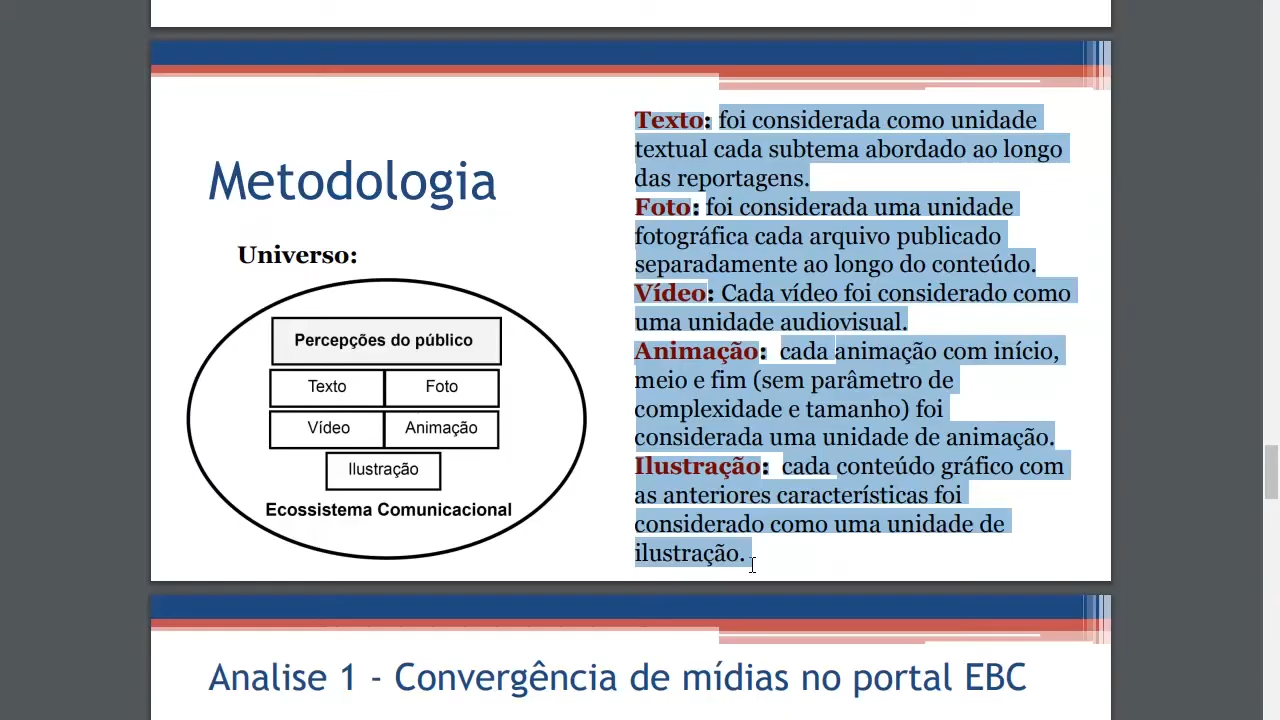 Metodologia
Universo:
Percepções do público
Texto Foto
Vídeo Animação
Ilustração
Ecossistema Comunicacional
Texto: foi considerada como unidade
textual cada subtema abordado ao longo
das reportagens.
Foto: foi considerada uma unidade
fotográfica cada arquivo publicado
separadamente ao longo do conteúdo.
Vídeo: Cada vídeo foi considerado como
uma unidade audiovisual.
Animação: cada animação com início,
meio e fim (sem parâmetro de
complexidade e tamanho) foi
considerada uma unidade de animação.
Ilustração: cada conteúdo gráfico com
as anteriores características foi
considerado como uma unidade de
ilustração.
Analise 1 - Convergência de mídias no portal EBC